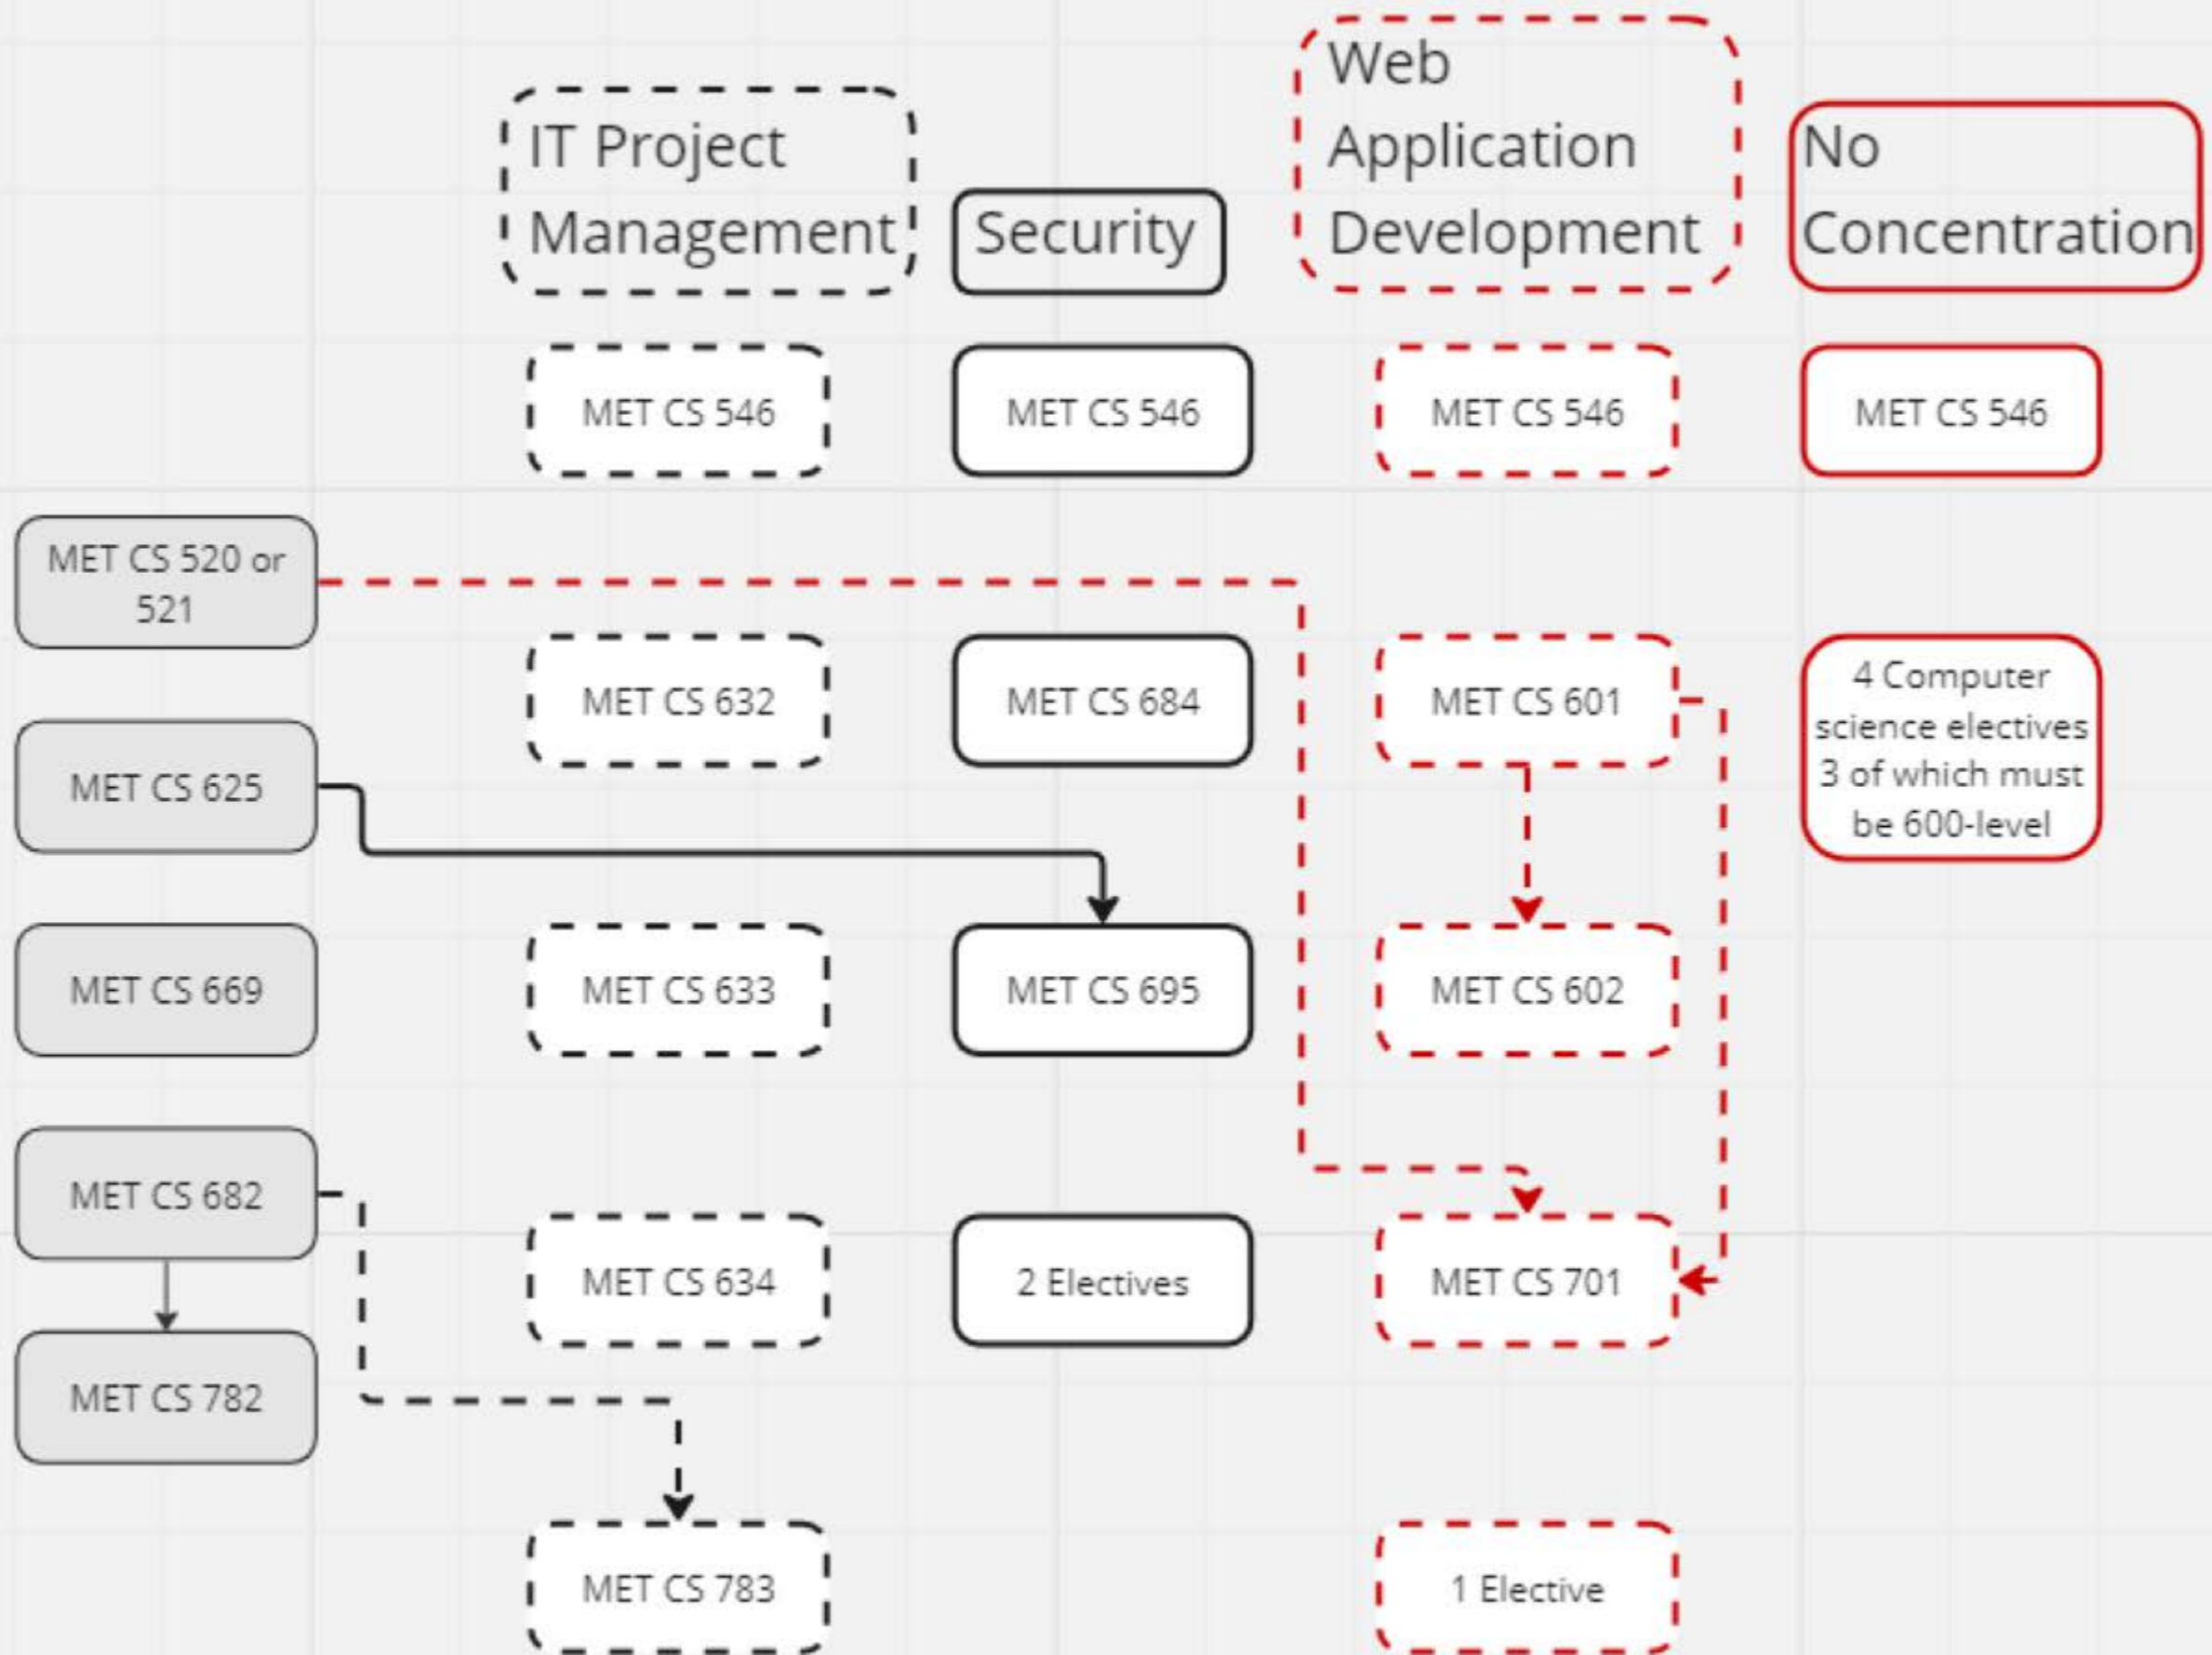 IT Project
Management
Security
Web
Application
Development
No
Concentration
MET CS 546
MET CS 546
MET CS 546
MET CS 546
MET CS 520 or
521
MET CS 625
MET CS 669
MET CS 682
MET CS 782
MET CS 632
MET CS 633
MET CS 634
MET CS 783
MET CS 684
MET CS 695
2 Electives
MET CS 601
MET CS 602
MET CS 701
1 Elective
4 Computer
science electives
3 of which must
be 600-level